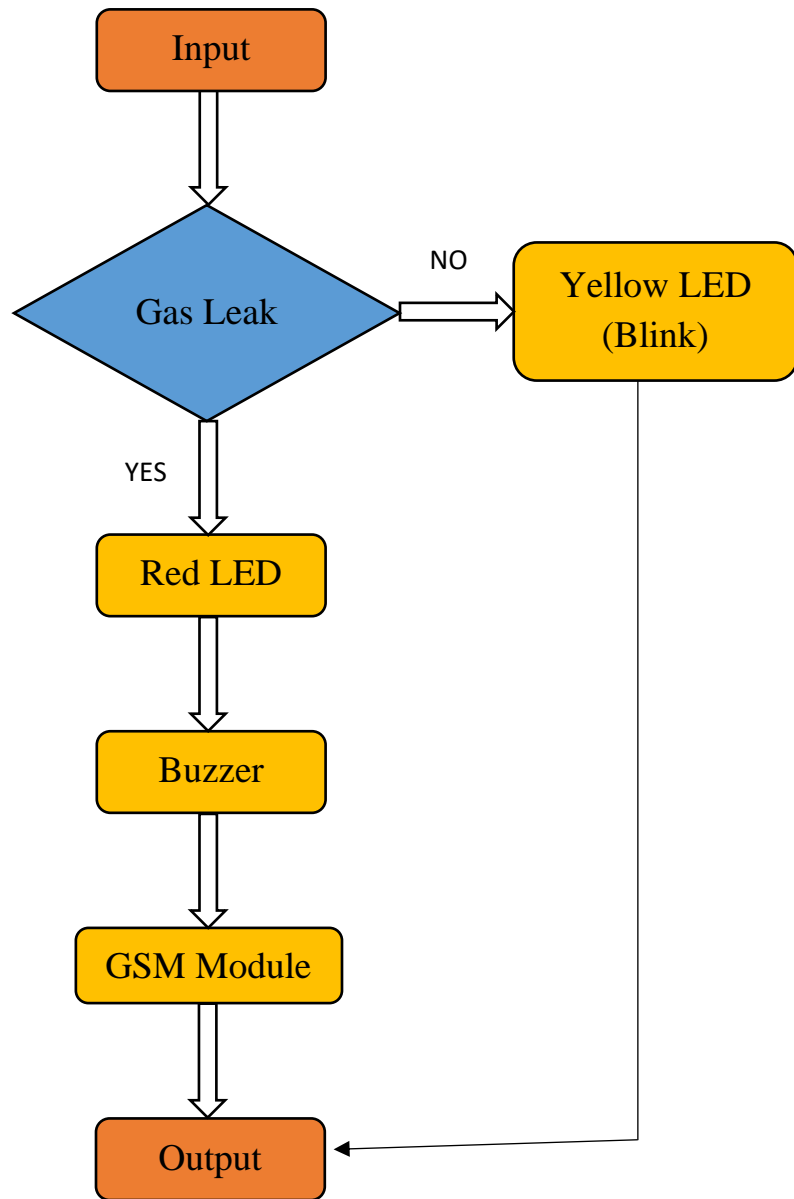 Input
Gas Leak
NO
Yellow LED
(Blink)
YES
Red LED
Buzzer
GSM Module
Output